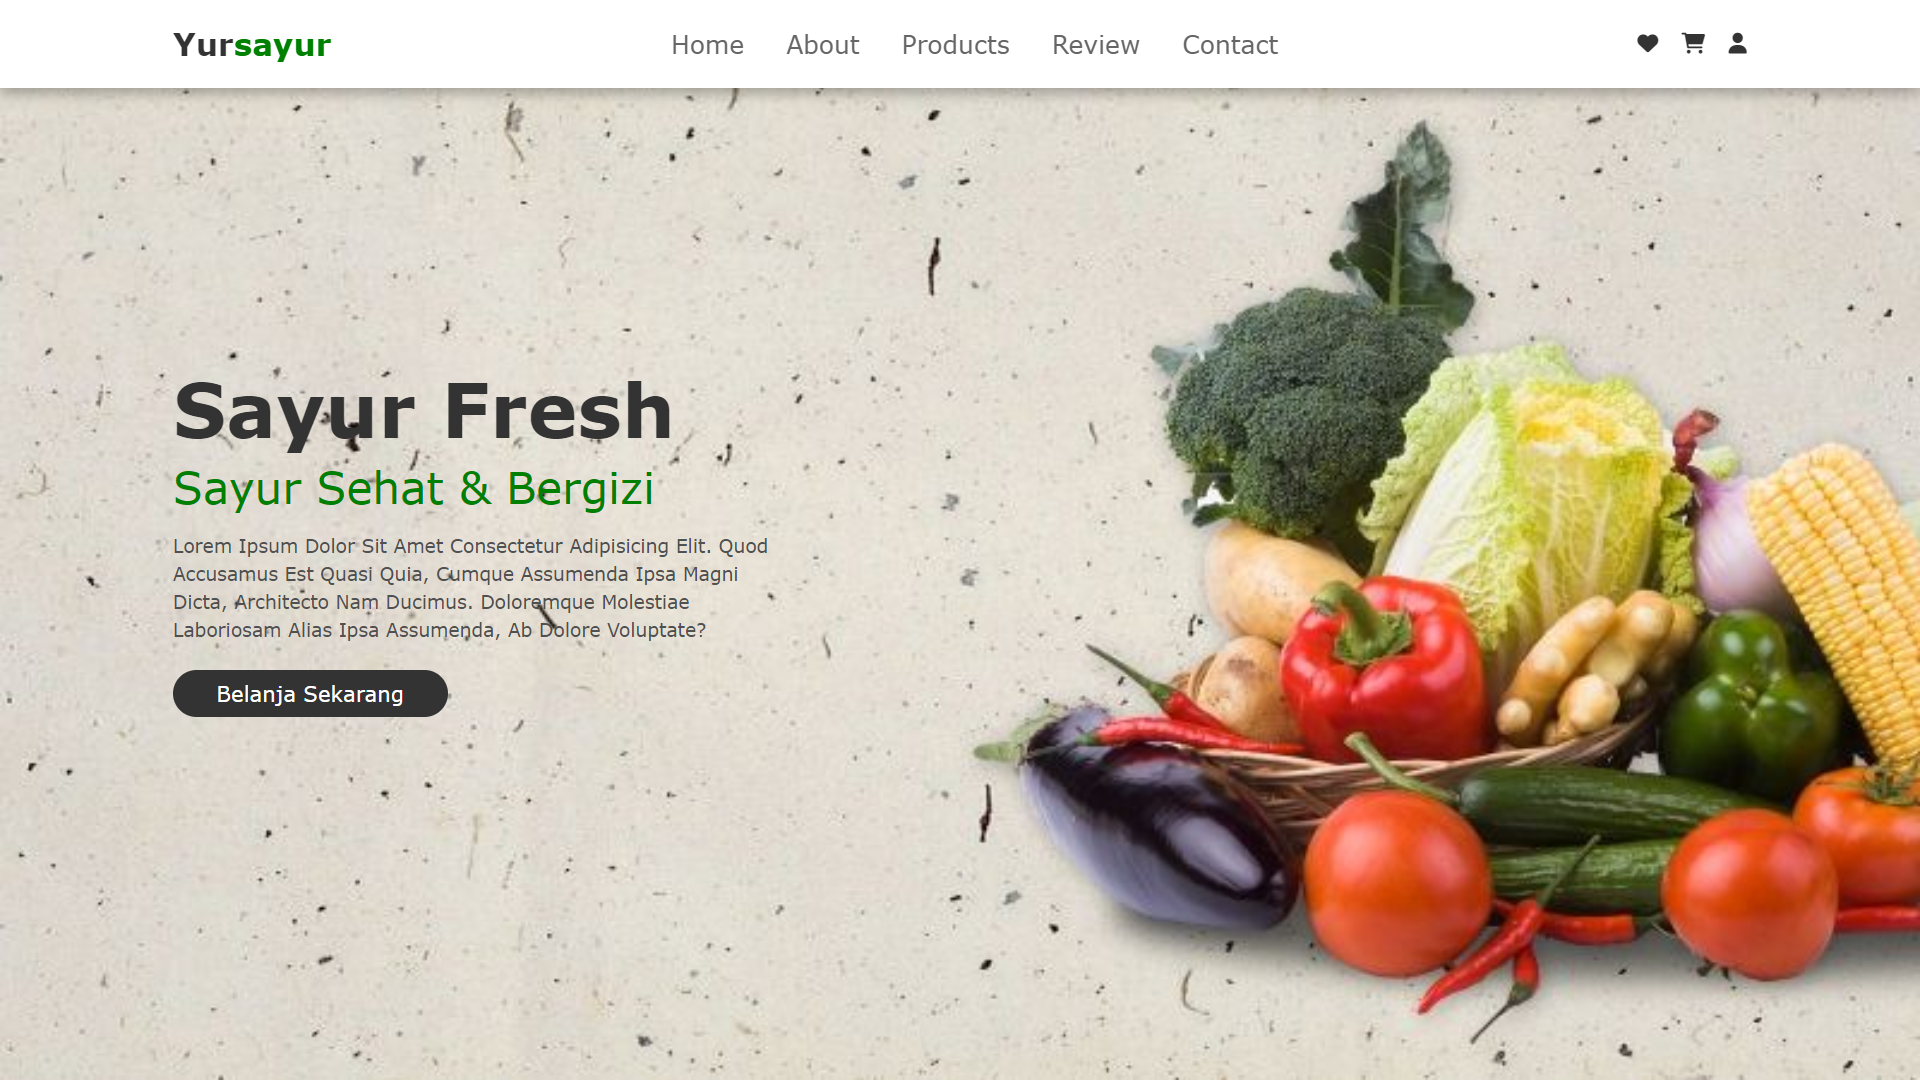 Yursayur
Home About Products Review Contact
Sayur Fresh
Sayur Sehat & Bergizi
Lorem Ipsum Dolor Sit Amet Consectetur Adipisicing Elit. Quod
Accusamus Est Quasi Quia, Cumque Assumenda Ipsa Magni
Dicta, Architecto Nam Ducimus. Doloremque Molestiae
Laboriosam Alias Ipsa Assumenda, Ab Dolore Voluptate?
Belanja Sekarang